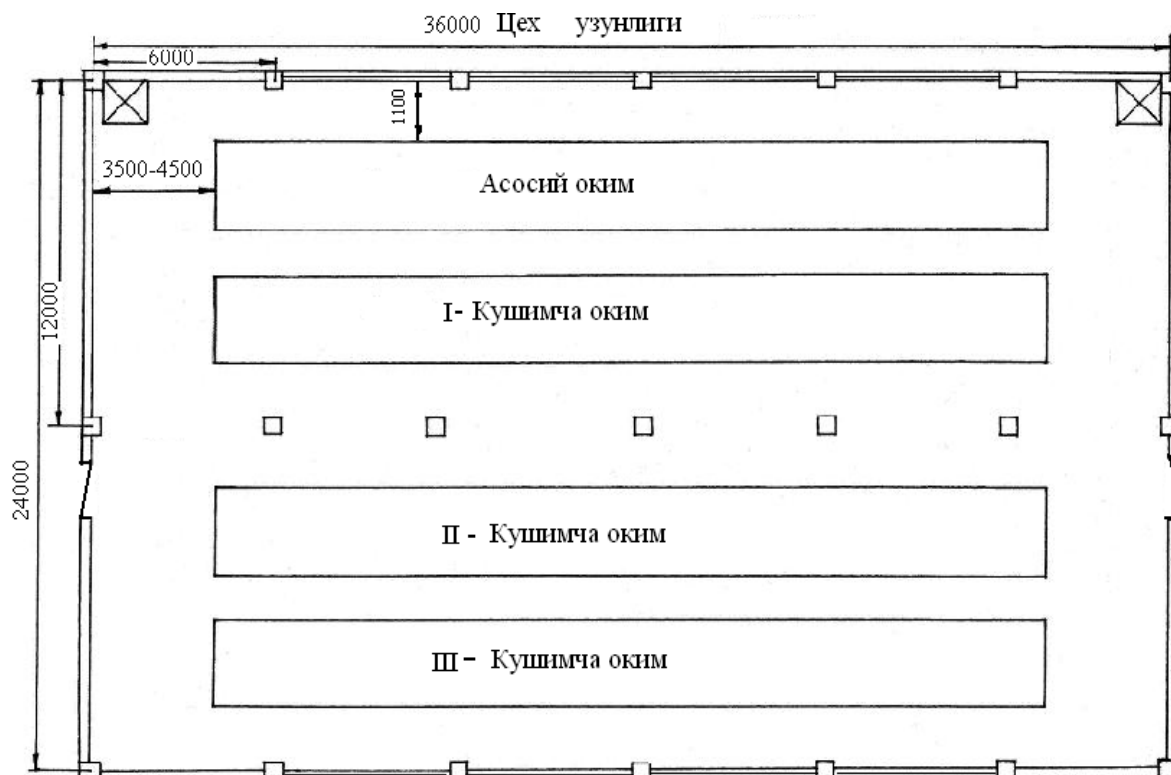 36000 Цех узунлиги
6000
1100
3500-4500
Асосий оким
12000
I- Кушимча оким
24000
II - Кушимча оким
III - Кушимча оким